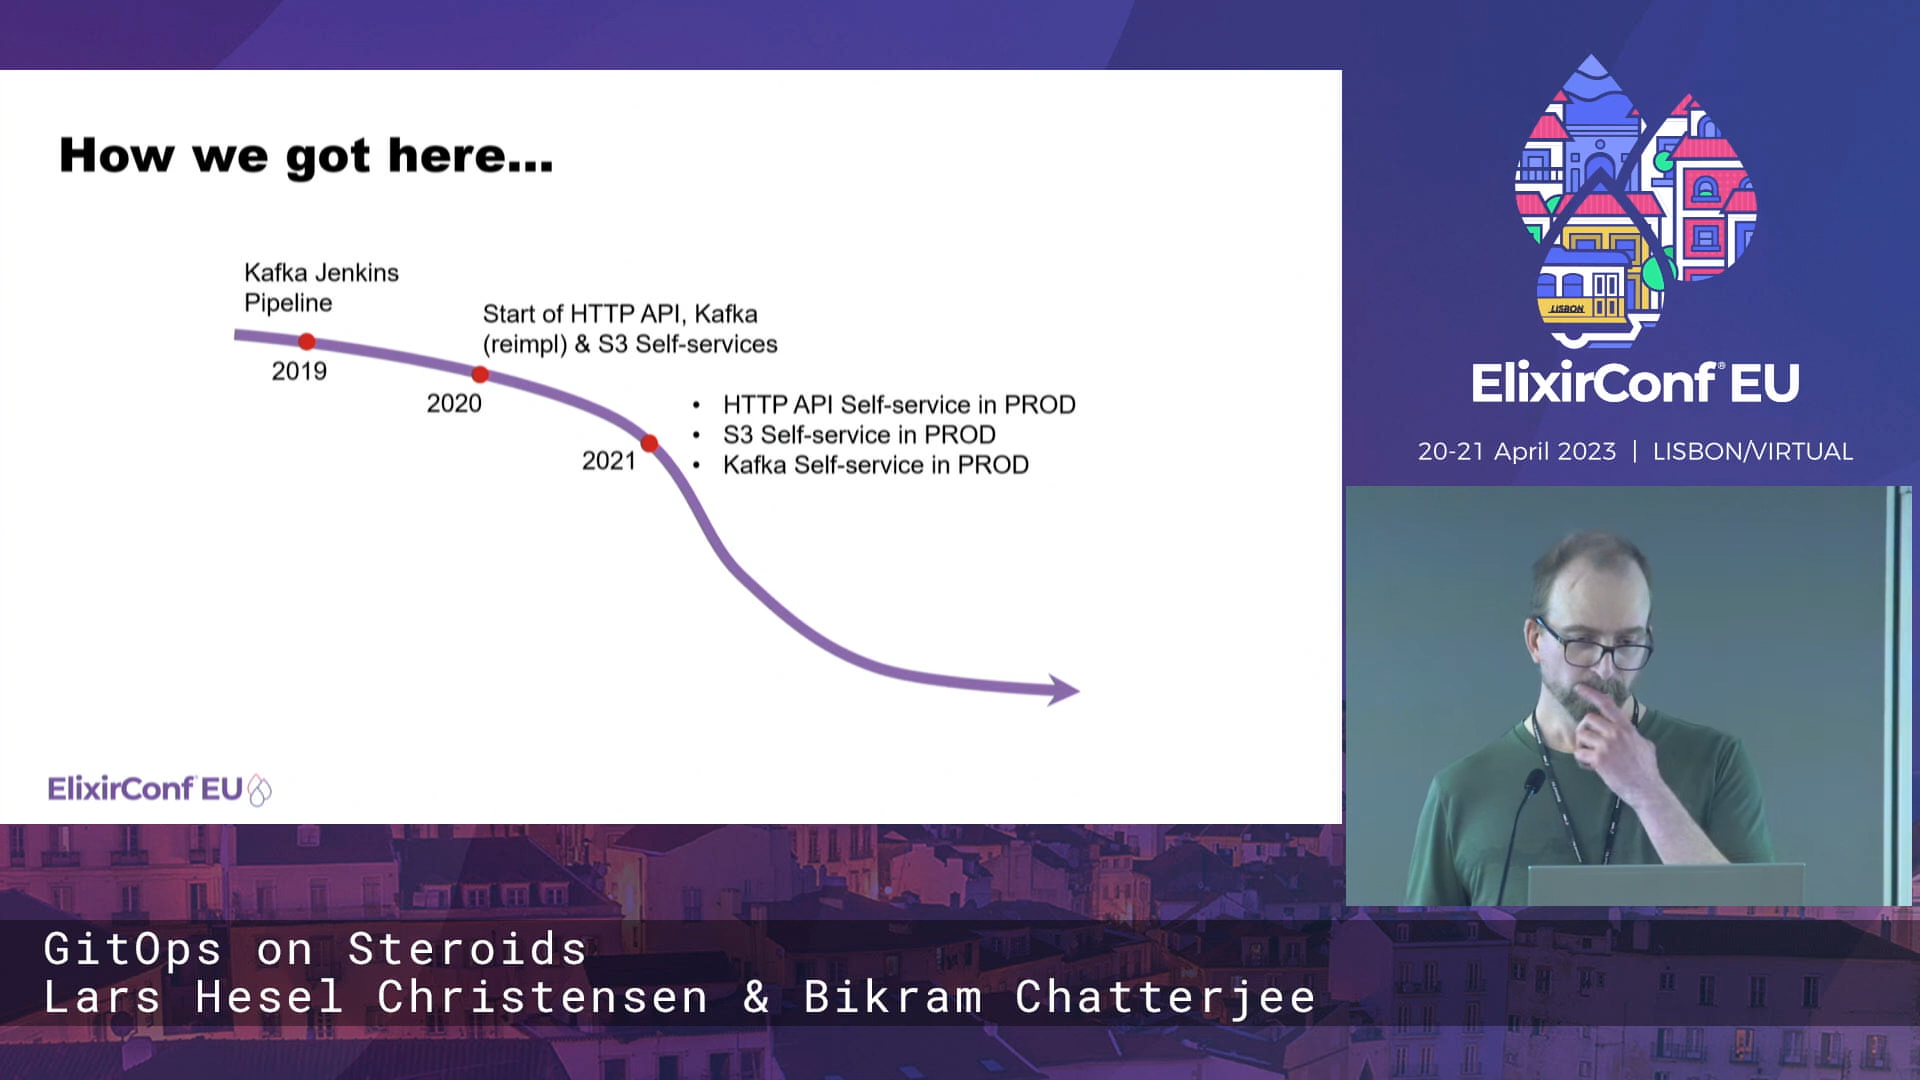 How we got here...
Kafka Jenkins
Pipeline
2019
Start of HTTP API, Kafka
(reimpl) & S3 Self-services
2020
2021
• HTTP API Self-service in PROD
• S3 Self-service in PROD
• Kafka Self-service in PROD
ElixirConf EU
LISBON
ElixirConf® EU
20-21 April 2023 | LISBON/VIRTUAL
GitOps on Steroids
Lars Hesel Christensen & Bikram Chatterjee